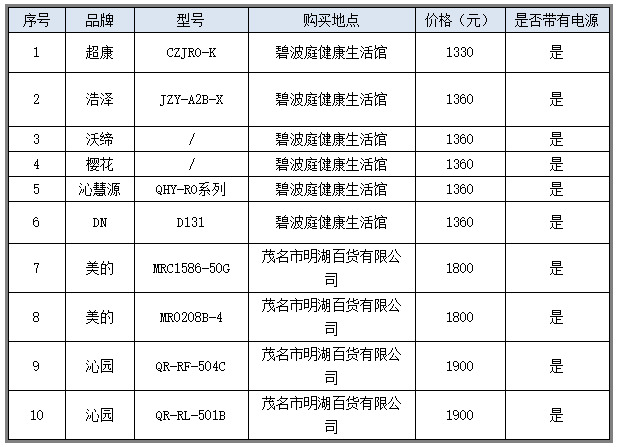 序号 品牌 型号 购买地点 价格（元） 是否带有电源
1 超康 CZJRO-K 碧波庭健康生活馆 1330 是
2 浩泽 JZY-A2B-X 碧波庭健康生活馆 1360 是
3 沃缔 / 碧波庭健康生活馆 1360 是
4 樱花 / 碧波庭健康生活馆 1360 是
5 沁慧源 QHY-RO系列 碧波庭健康生活馆 1360 是
6 DN D131 碧波庭健康生活馆 1360 是
7 美的 MRC1586-50G 茂名市明湖百货有限公
司 1800 是
8 美的 MRO208B-4 茂名市明湖百货有限公
司 1800 是
9 沁园 QR-RF-504C 茂名市明湖百货有限公
司 1900 是
10 沁园 QR-RL-501B 茂名市明湖百货有限公
司 1900 是